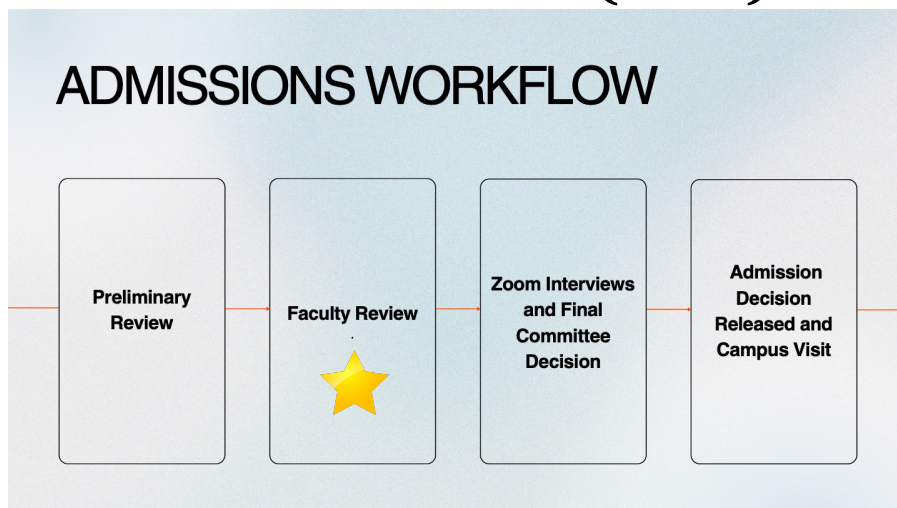 ADMISSIONS WORKFLOW
Preliminary
Review
Faculty Review
.
Zoom Interviews
and Final
Committee
Decision
Admission
Decision
Released and
Campus Visit